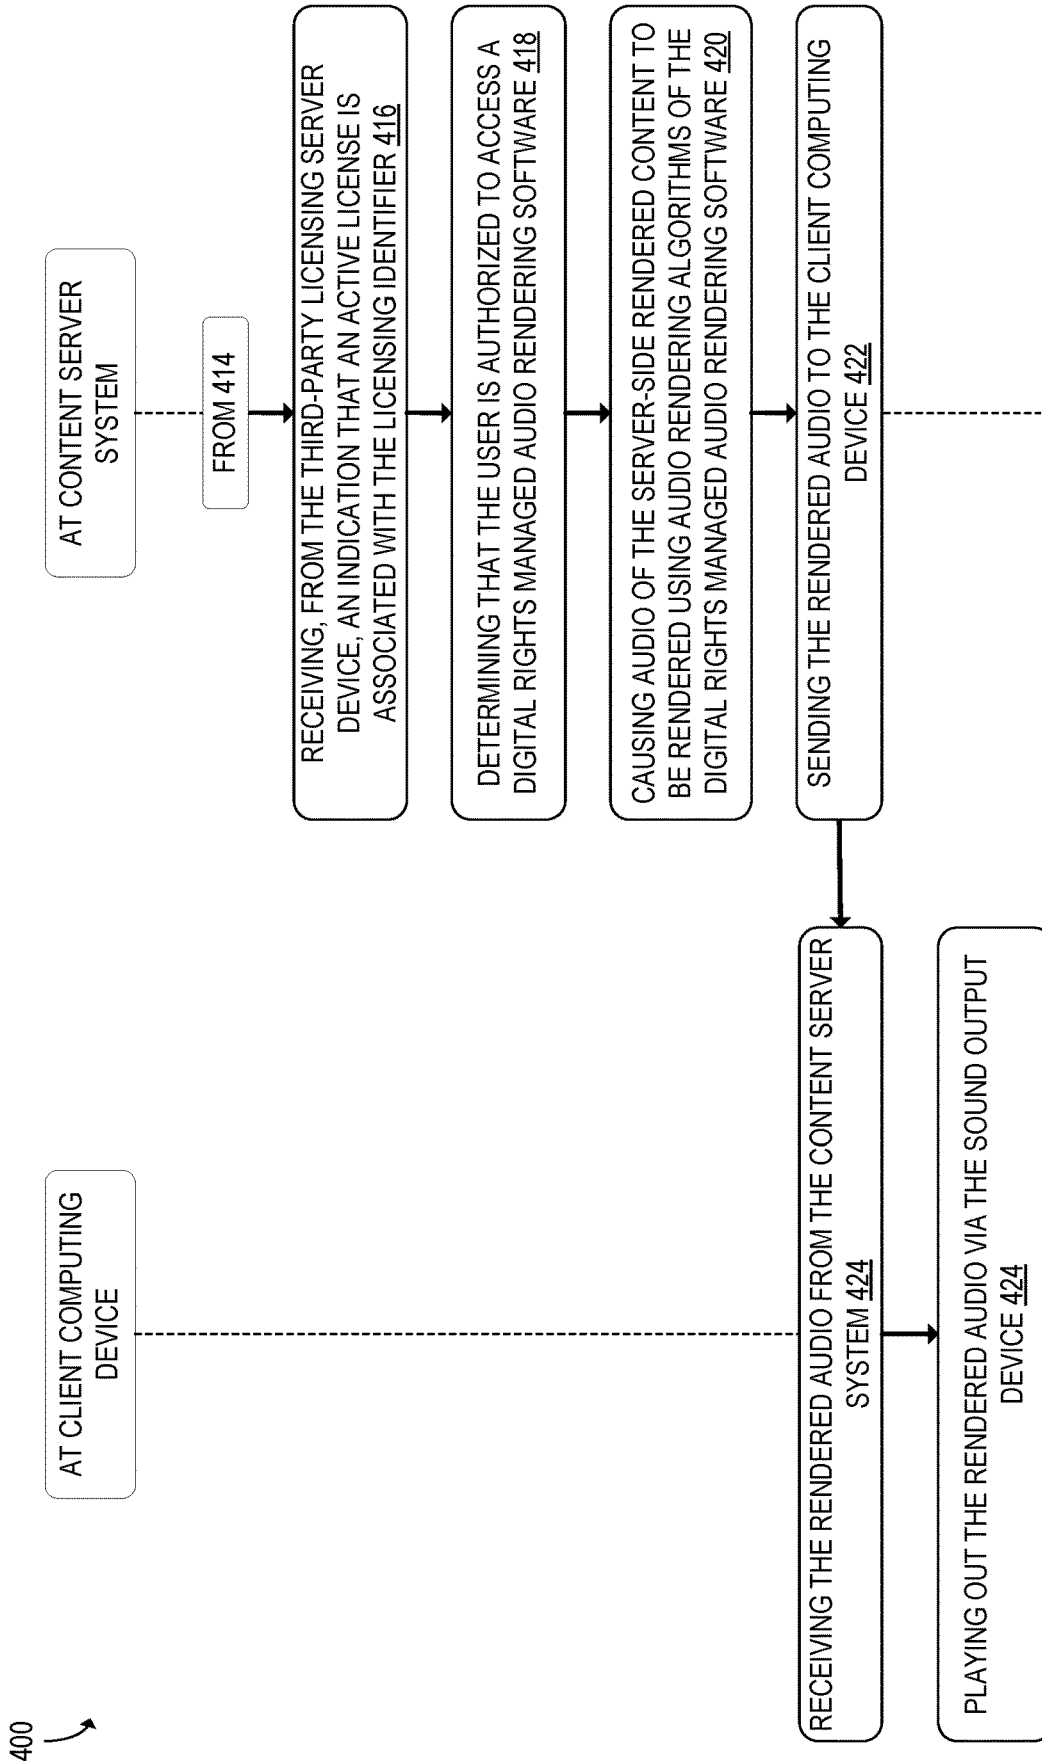 400
AT CLIENT COMPUTING
DEVICE
AT CONTENT SERVER
SYSTEM
FROM 414
RECEIVING, FROM THE THIRD-PARTY LICENSING SERVER
DEVICE, AN INDICATION THAT AN ACTIVE LICENSE IS
ASSOCIATED WITH THE LICENSING IDENTIFIER 416
DETERMINING THAT THE USER IS AUTHORIZED TO ACCESS A
DIGITAL RIGHTS MANAGED AUDIO RENDERING SOFTWARE 418
CAUSING AUDIO OF THE SERVER-SIDE RENDERED CONTENT TO
BE RENDERED USING AUDIO RENDERING ALGORITHMS OF THE
DIGITAL RIGHTS MANAGED AUDIO RENDERING SOFTWARE 420
SENDING THE RENDERED AUDIO TO THE CLIENT COMPUTING
DEVICE 422
RECEIVING THE RENDERED AUDIO FROM THE CONTENT SERVER
SYSTEM 424
PLAYING OUT THE RENDERED AUDIO VIA THE SOUND OUTPUT
DEVICE 424